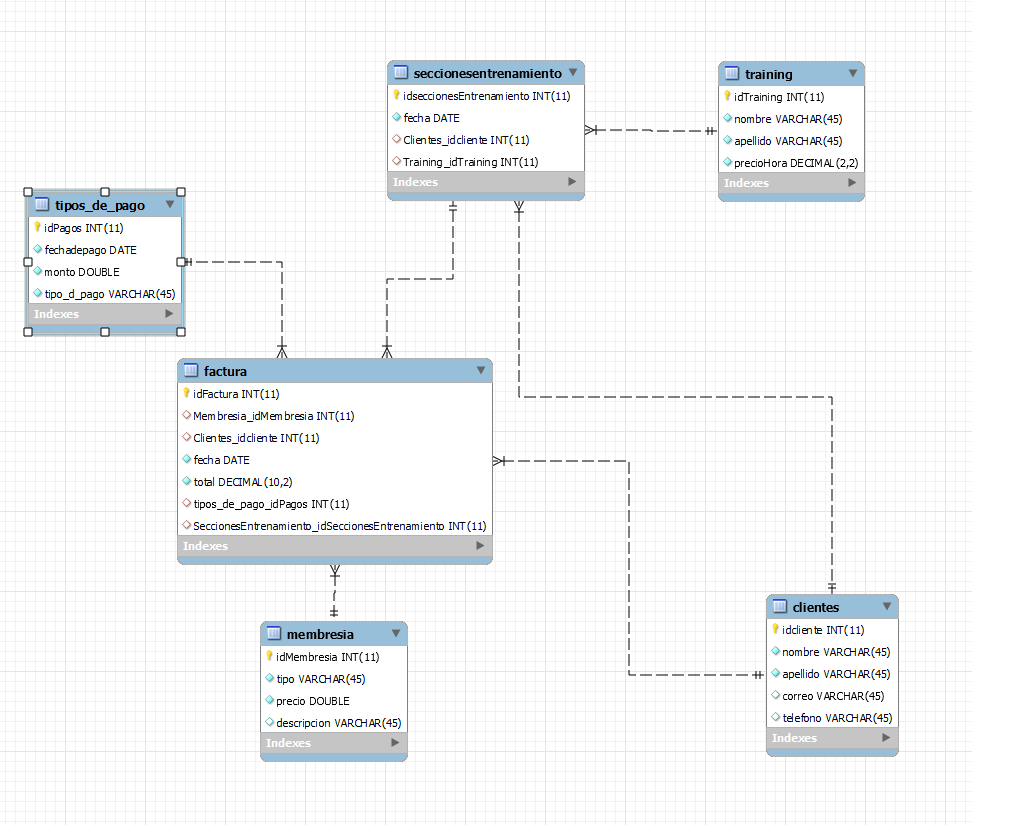 seccionesentrenamiento
idseccionesEntrenamiento INT(11)
fecha DATE
Clientes_idcliente INT(11)
Training_idTraining INT(11)
Indexes
training
idTraining INT(11)
nombre VARCHAR(45)
apellido VARCHAR(45)
precioHora DECIMAL(2,2)
Indexes
tipos_de_pago
idPagos INT(11)
fechadepago DATE
monto DOUBLE
tipo_d_pago VARCHAR(45)
Indexes
factura
idFactura INT(11)
Membresia_idMembresia INT(11)
Clientes_idcliente INT(11)
fecha DATE
total DECIMAL(10,2)
tipos_de_pago_idPagos INT(11)
SeccionesEntrenamiento_idSeccionesEntrenamiento INT(11)
Indexes
membresia
idMembresia INT(11)
tipo VARCHAR(45)
precio DOUBLE
descripcion VARCHAR(45)
Indexes
clientes
idcliente INT(11)
nombre VARCHAR(45)
apellido VARCHAR(45)
correo VARCHAR(45)
telefono VARCHAR(45)
Indexes